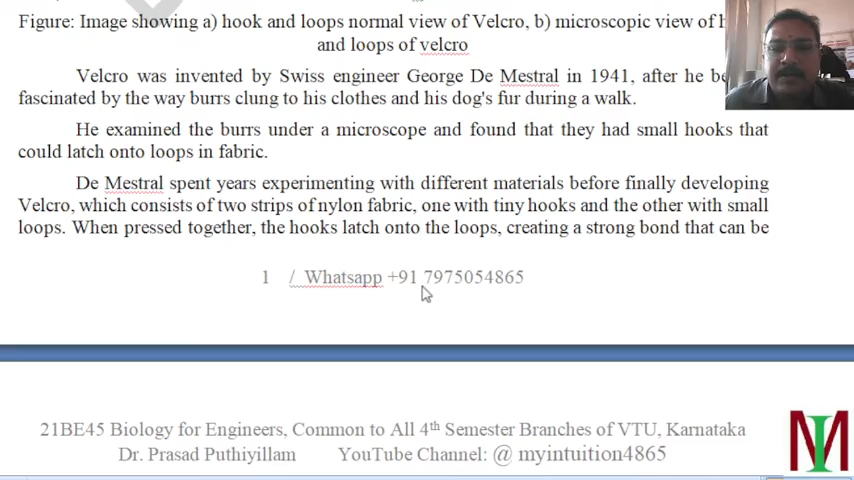 Figure: Image showing a) hook and loops normal view of Velcro, b) microscopic view of h
and loops of velcro
Velcro was invented by Swiss engineer George De Mestral in 1941, after he be
fascinated by the way burrs clung to his clothes and his dog's fur during a walk.
He examined the burrs under a microscope and found that they had small hooks that
could latch onto loops in fabric.
De Mestral spent years experimenting with different materials before finally developing
Velcro, which consists of two strips of nylon fabric, one with tiny hooks and the other with small
loops. When pressed together, the hooks latch onto the loops, creating a strong bond that can be
1 / Whatsapp +91 7975054865
21BE45 Biology for Engineers, Common to All 4th Semester Branches of VTU, Karnataka
Dr. Prasad Puthiyillam YouTube Channel: @ myintuition4865